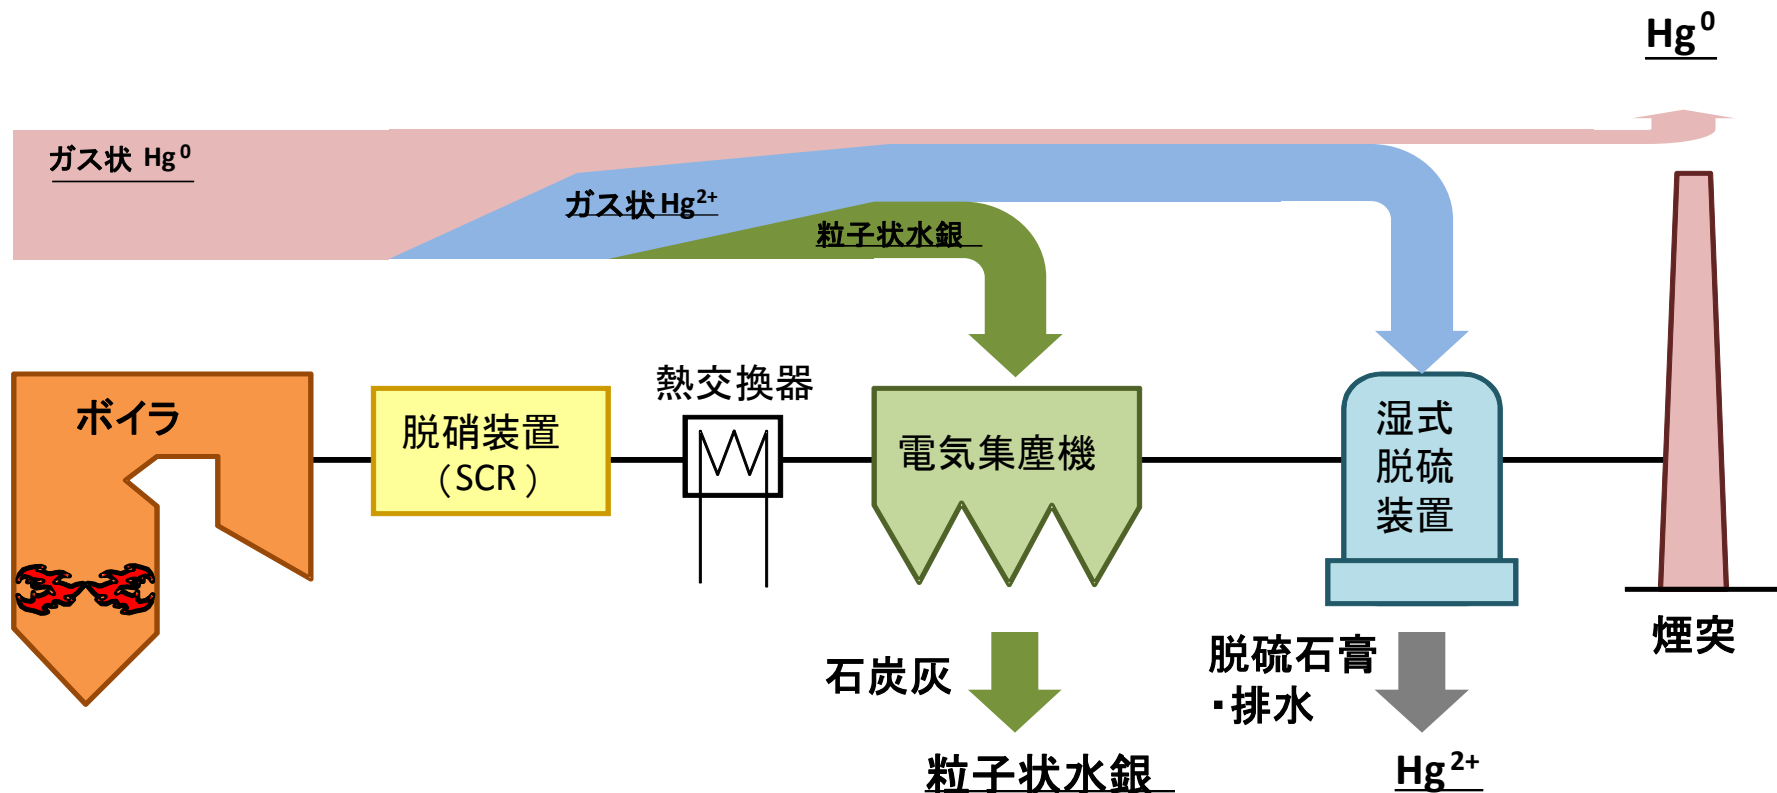 Hg⁰
ガス状 Hg⁰
ガス状Hg²⁺
粒子状水銀
熱交換器
ボイラ
脱硝装置
（SCR）
電気集塵機
湿式
脱硫
装置
煙突
石炭灰
脱硫石膏
・排水
粒子状水銀
Hg²⁺